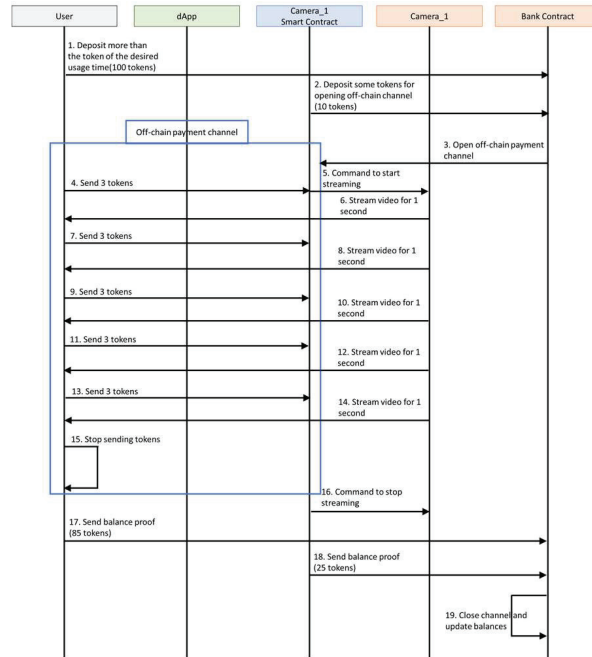 User
dApp
Camera_1
Smart Contract
Camera_1
Bank Contract
1. Deposit more than
the token of the desired
usage time(100 tokens)
2. Deposit some tokens for
opening off-chain channel
(10 tokens)
Off-chain payment channel
3. Open off-chain payment
channel
4. Send 3 tokens
5. Command to start
streaming
6. Stream video for 1
second
7. Send 3 tokens
8. Stream video for 1
second
9. Send 3 tokens
10. Stream video for 1
second
11. Send 3 tokens
12. Stream video for 1
second
13. Send 3 tokens
14. Stream video for 1
second
15. Stop sending tokens
16. Command to stop
streaming
17. Send balance proof
(85 tokens)
18. Send balance proof
(25 tokens)
19. Close channel and
update balances